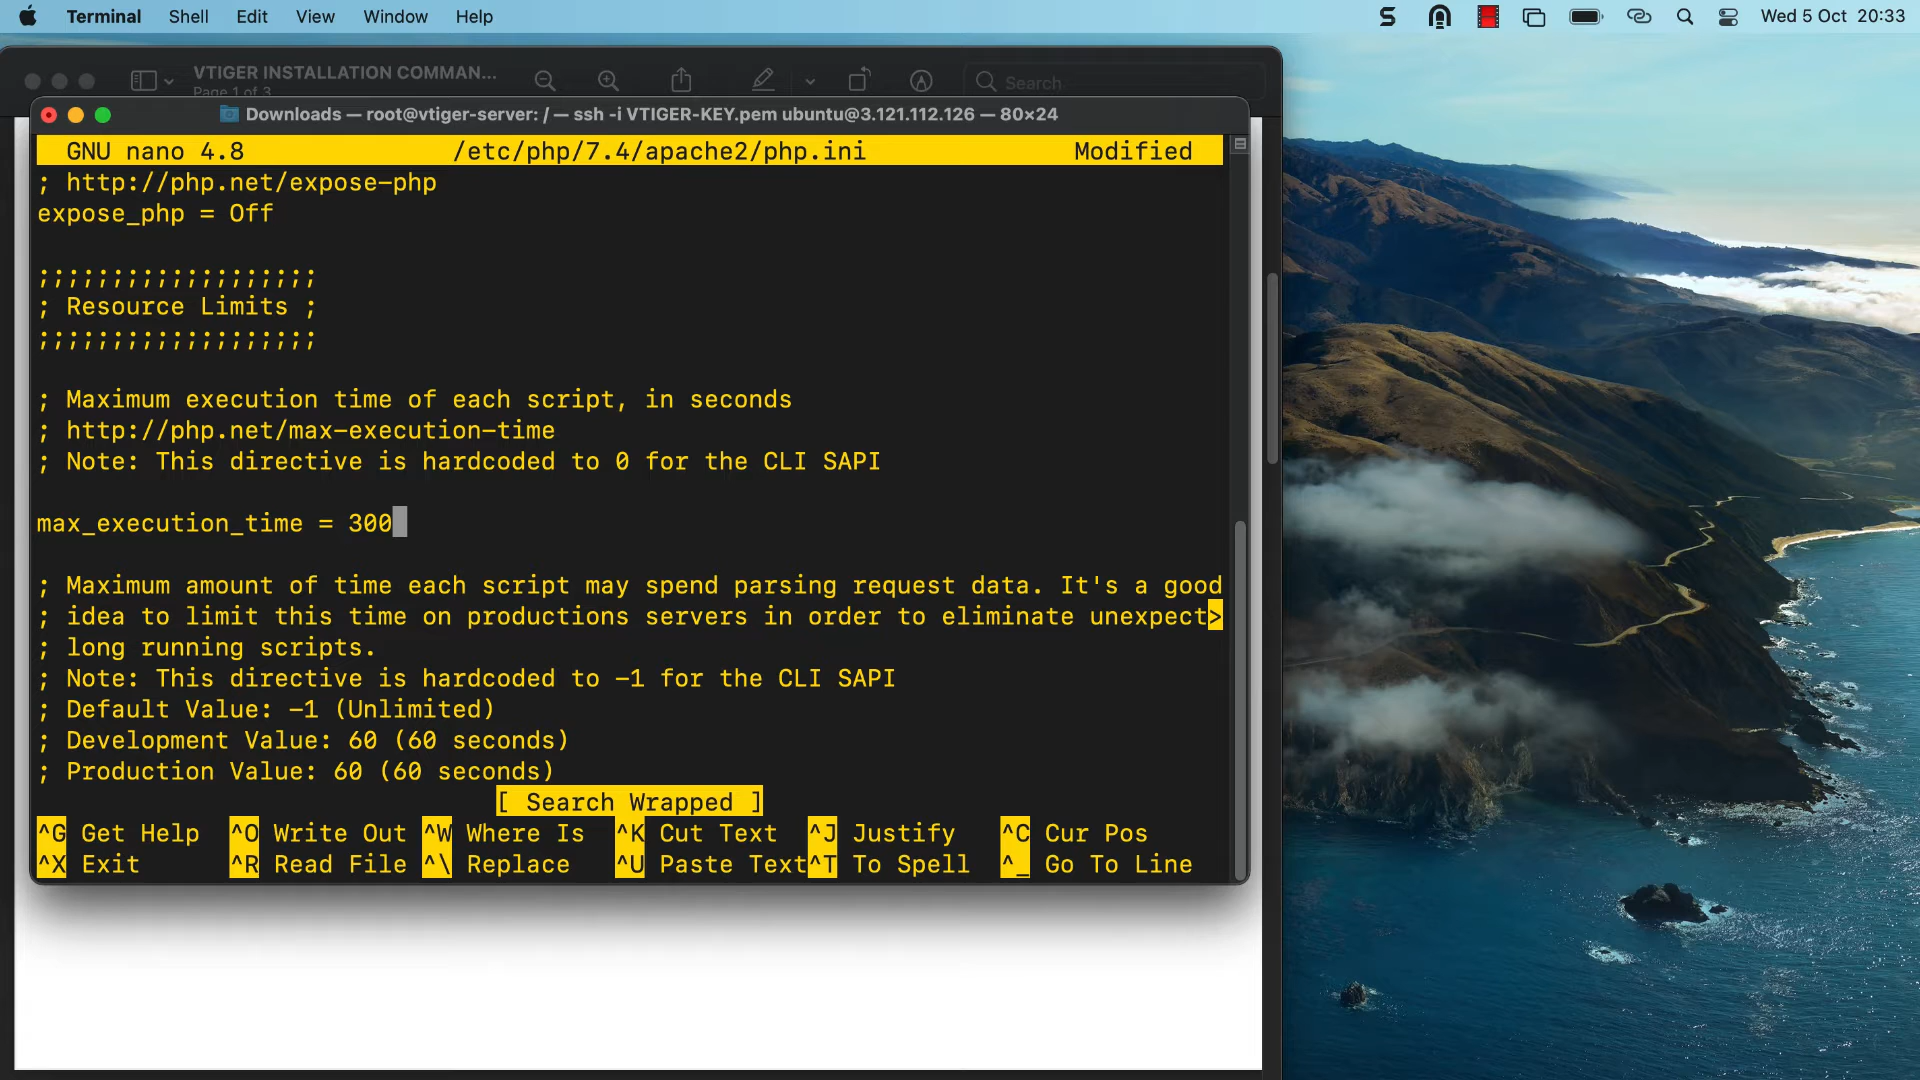 Terminal Shell Edit View Window Help Wed 5 Oct 20:33
VTIGER INSTALLATION COMMAN...
Page 1 of 3
Search
Downloads — root@vtiger-server: / — ssh -i VTIGER-KEY.pem ubuntu@3.121.112.126 — 80×24
GNU nano 4.8 /etc/php/7.4/apache2/php.ini Modified
; http://php.net/expose-php
expose_php = Off
;;;;;;;;;;;;;;;;;;;
; Resource Limits ;
;;;;;;;;;;;;;;;;;;;
; Maximum execution time of each script, in seconds
; http://php.net/max-execution-time
; Note: This directive is hardcoded to 0 for the CLI SAPI
max_execution_time = 300
; Maximum amount of time each script may spend parsing request data. It's a good
; idea to limit this time on productions servers in order to eliminate unexpect>
; long running scripts.
; Note: This directive is hardcoded to -1 for the CLI SAPI
; Default Value: -1 (Unlimited)
; Development Value: 60 (60 seconds)
; Production Value: 60 (60 seconds)
[ Search Wrapped ]
^G Get Help ^O Write Out ^W Where Is ^K Cut Text ^J Justify ^C Cur Pos
^X Exit ^R Read File ^\ Replace ^U Paste Text^T To Spell ^_ Go To Line